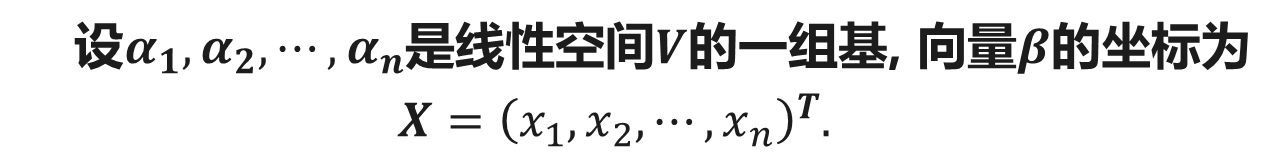 设α₁, α₂, ⋯, αₙ是线性空间V的一组基, 向量β的坐标为
X = (x₁, x₂, ⋯, xₙ)ᵀ.